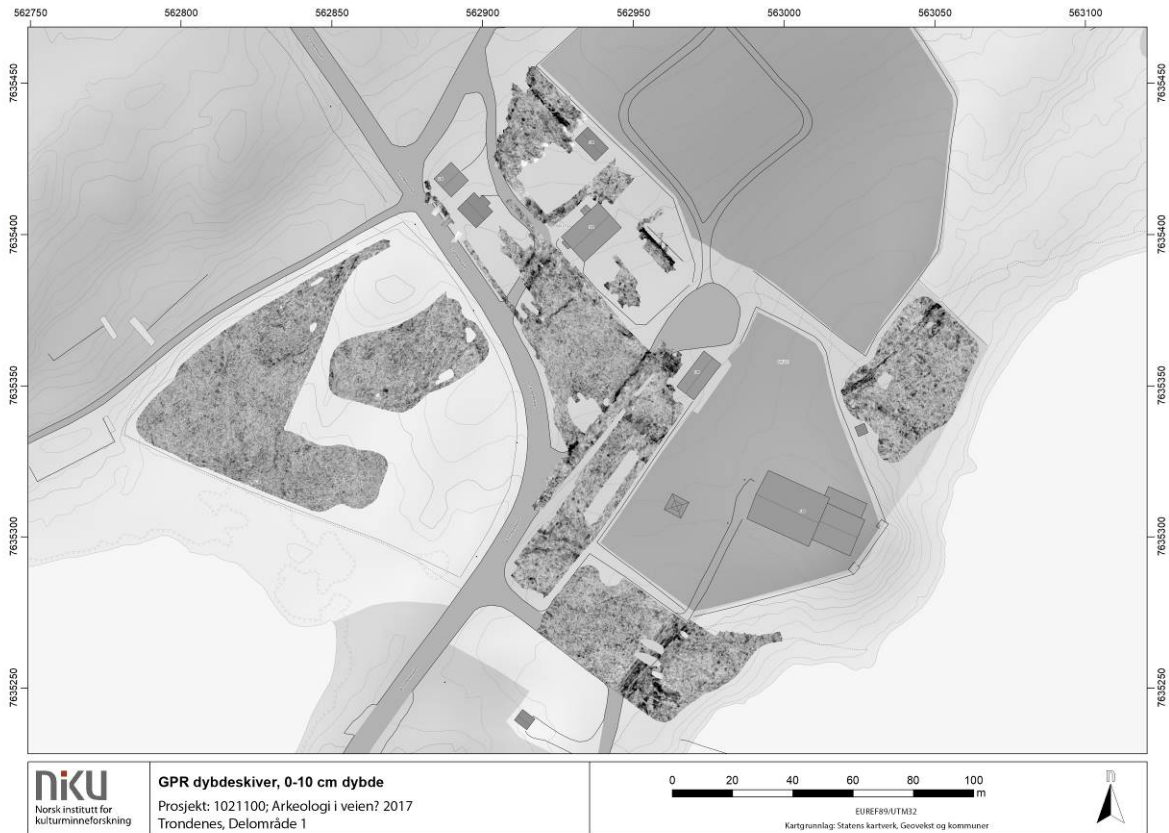 562750 562800 562850 562900 562950 563000 563050 563100
7635450 7635450
7635400 7635400
7635350 7635350
7635300 7635300
7635250 7635250
niku
Norsk institutt for
kulturminneforskning
GPR dybdeskiver, 0-10 cm dybde
Prosjekt: 1021100; Arkeologi i veien? 2017
Trondenes, Delområde 1
0 20 40 60 80 100
m
EUREF89/UTM32
Kartgrunnlag: Statens kartverk, Geovekst og kommuner
n